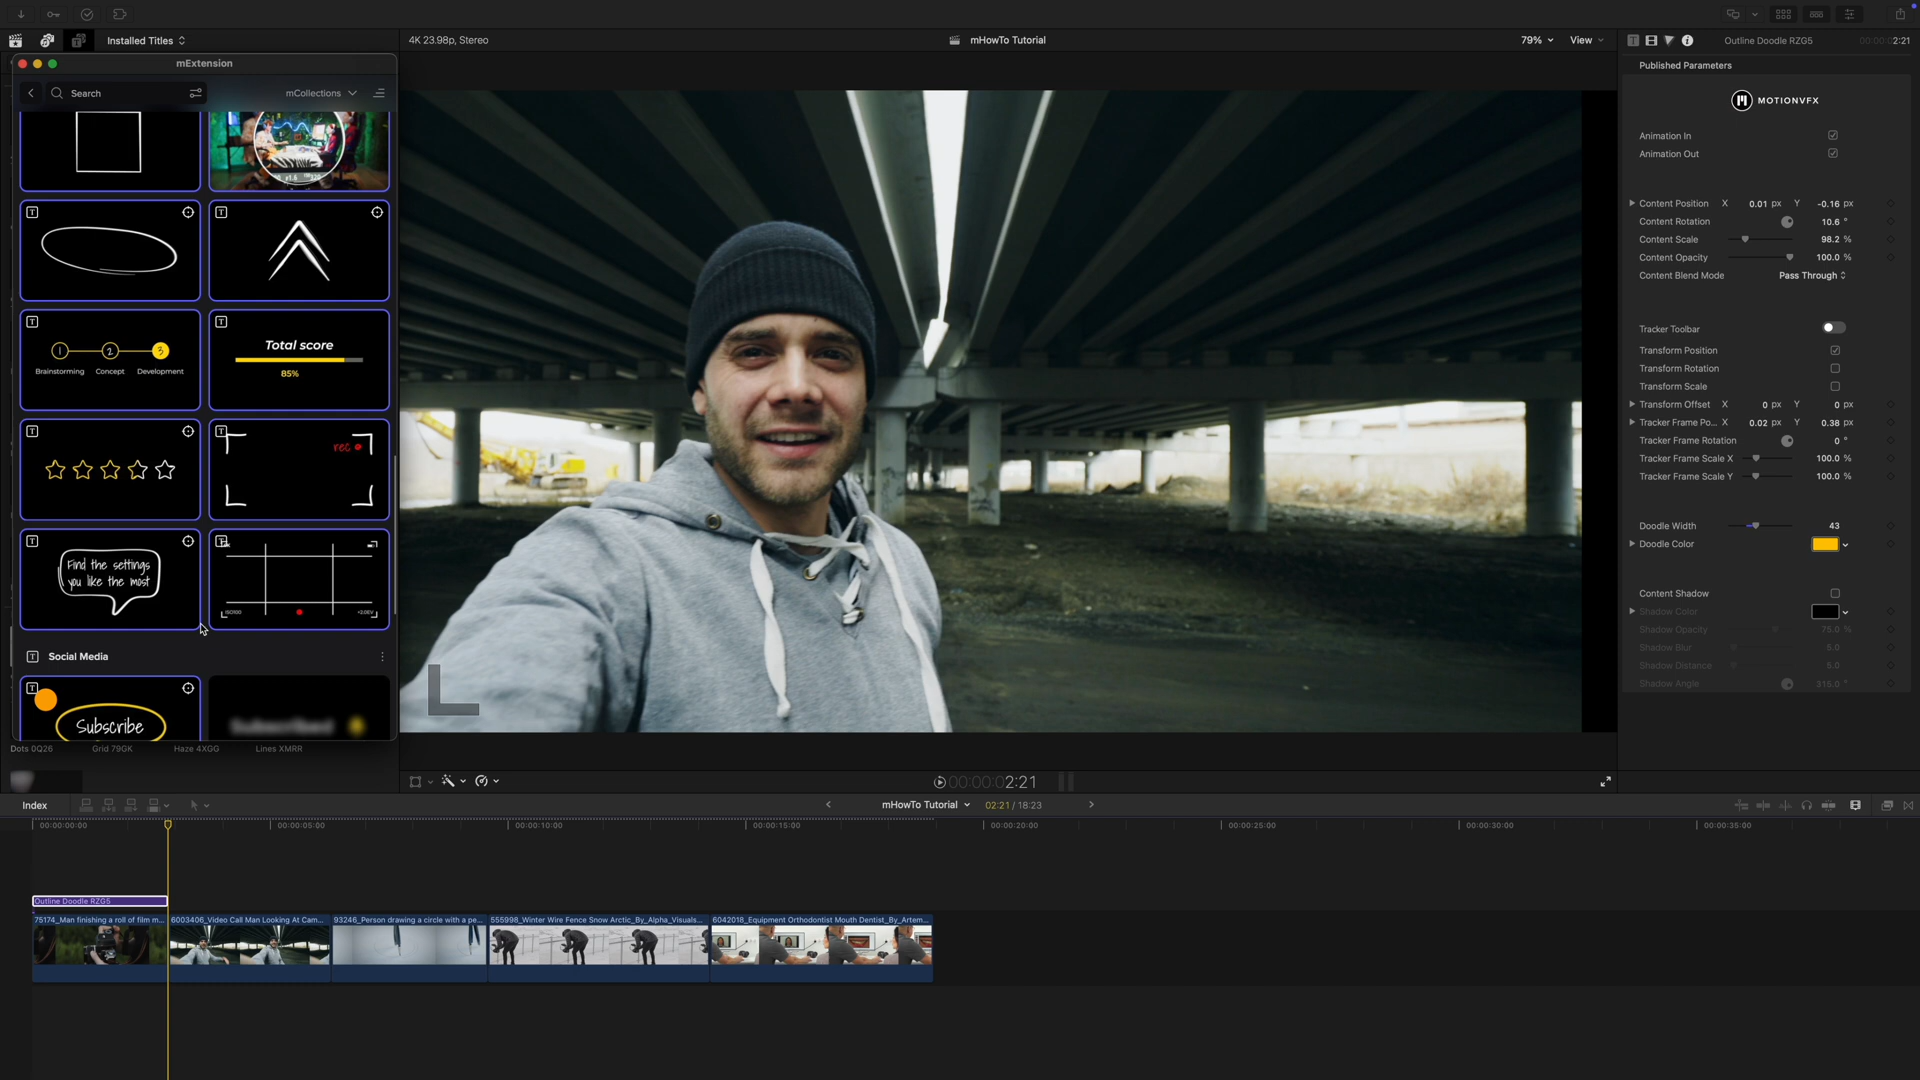 Installed Titles
4K 23.98p, Stereo
mHowTo Tutorial
79%
View
Outline Doodle RZG5
00:00:00:02:21
mExtension
Search
mCollections
1
2
3
Brainstorming
Concept
Development
Total score
85%
rec
Find the settings
you like the most
ISO100
+2.0EV
Social Media
Subscribe
Subscribed
Dots 0Q26
Grid 79GK
Haze 4XGG
Lines XMRR
Published Parameters
MOTIONVFX
Animation In
Animation Out
Content Position X 0.01 px Y -0.16 px
Content Rotation 10.6 °
Content Scale 98.2 %
Content Opacity 100.0 %
Content Blend Mode Pass Through
Tracker Toolbar
Transform Position
Transform Rotation
Transform Scale
Transform Offset X 0 px Y 0 px
Tracker Frame Po... X 0.02 px Y 0.38 px
Tracker Frame Rotation 0 °
Tracker Frame Scale X 100.0 %
Tracker Frame Scale Y 100.0 %
Doodle Width 43
Doodle Color
Content Shadow
Shadow Color
Shadow Opacity 75.0 %
Shadow Blur 5.0
Shadow Distance 5.0
Shadow Angle 315.0 °
00:00:00:02:21
Index
mHowTo Tutorial
02:21 / 18:23
00:00:00:00
00:00:05:00
00:00:10:00
00:00:15:00
00:00:20:00
00:00:25:00
00:00:30:00
00:00:35:00
Outline Doodle RZG5
75174_Man finishing a roll of film m...
6003406_Video Call Man Looking At Cam...
93246_Person drawing a circle with a pe...
555998_Winter Wire Fence Snow Arctic_By_Alpha_Visuals...
6042018_Equipment Orthodontist Mouth Dentist_By_Artem...